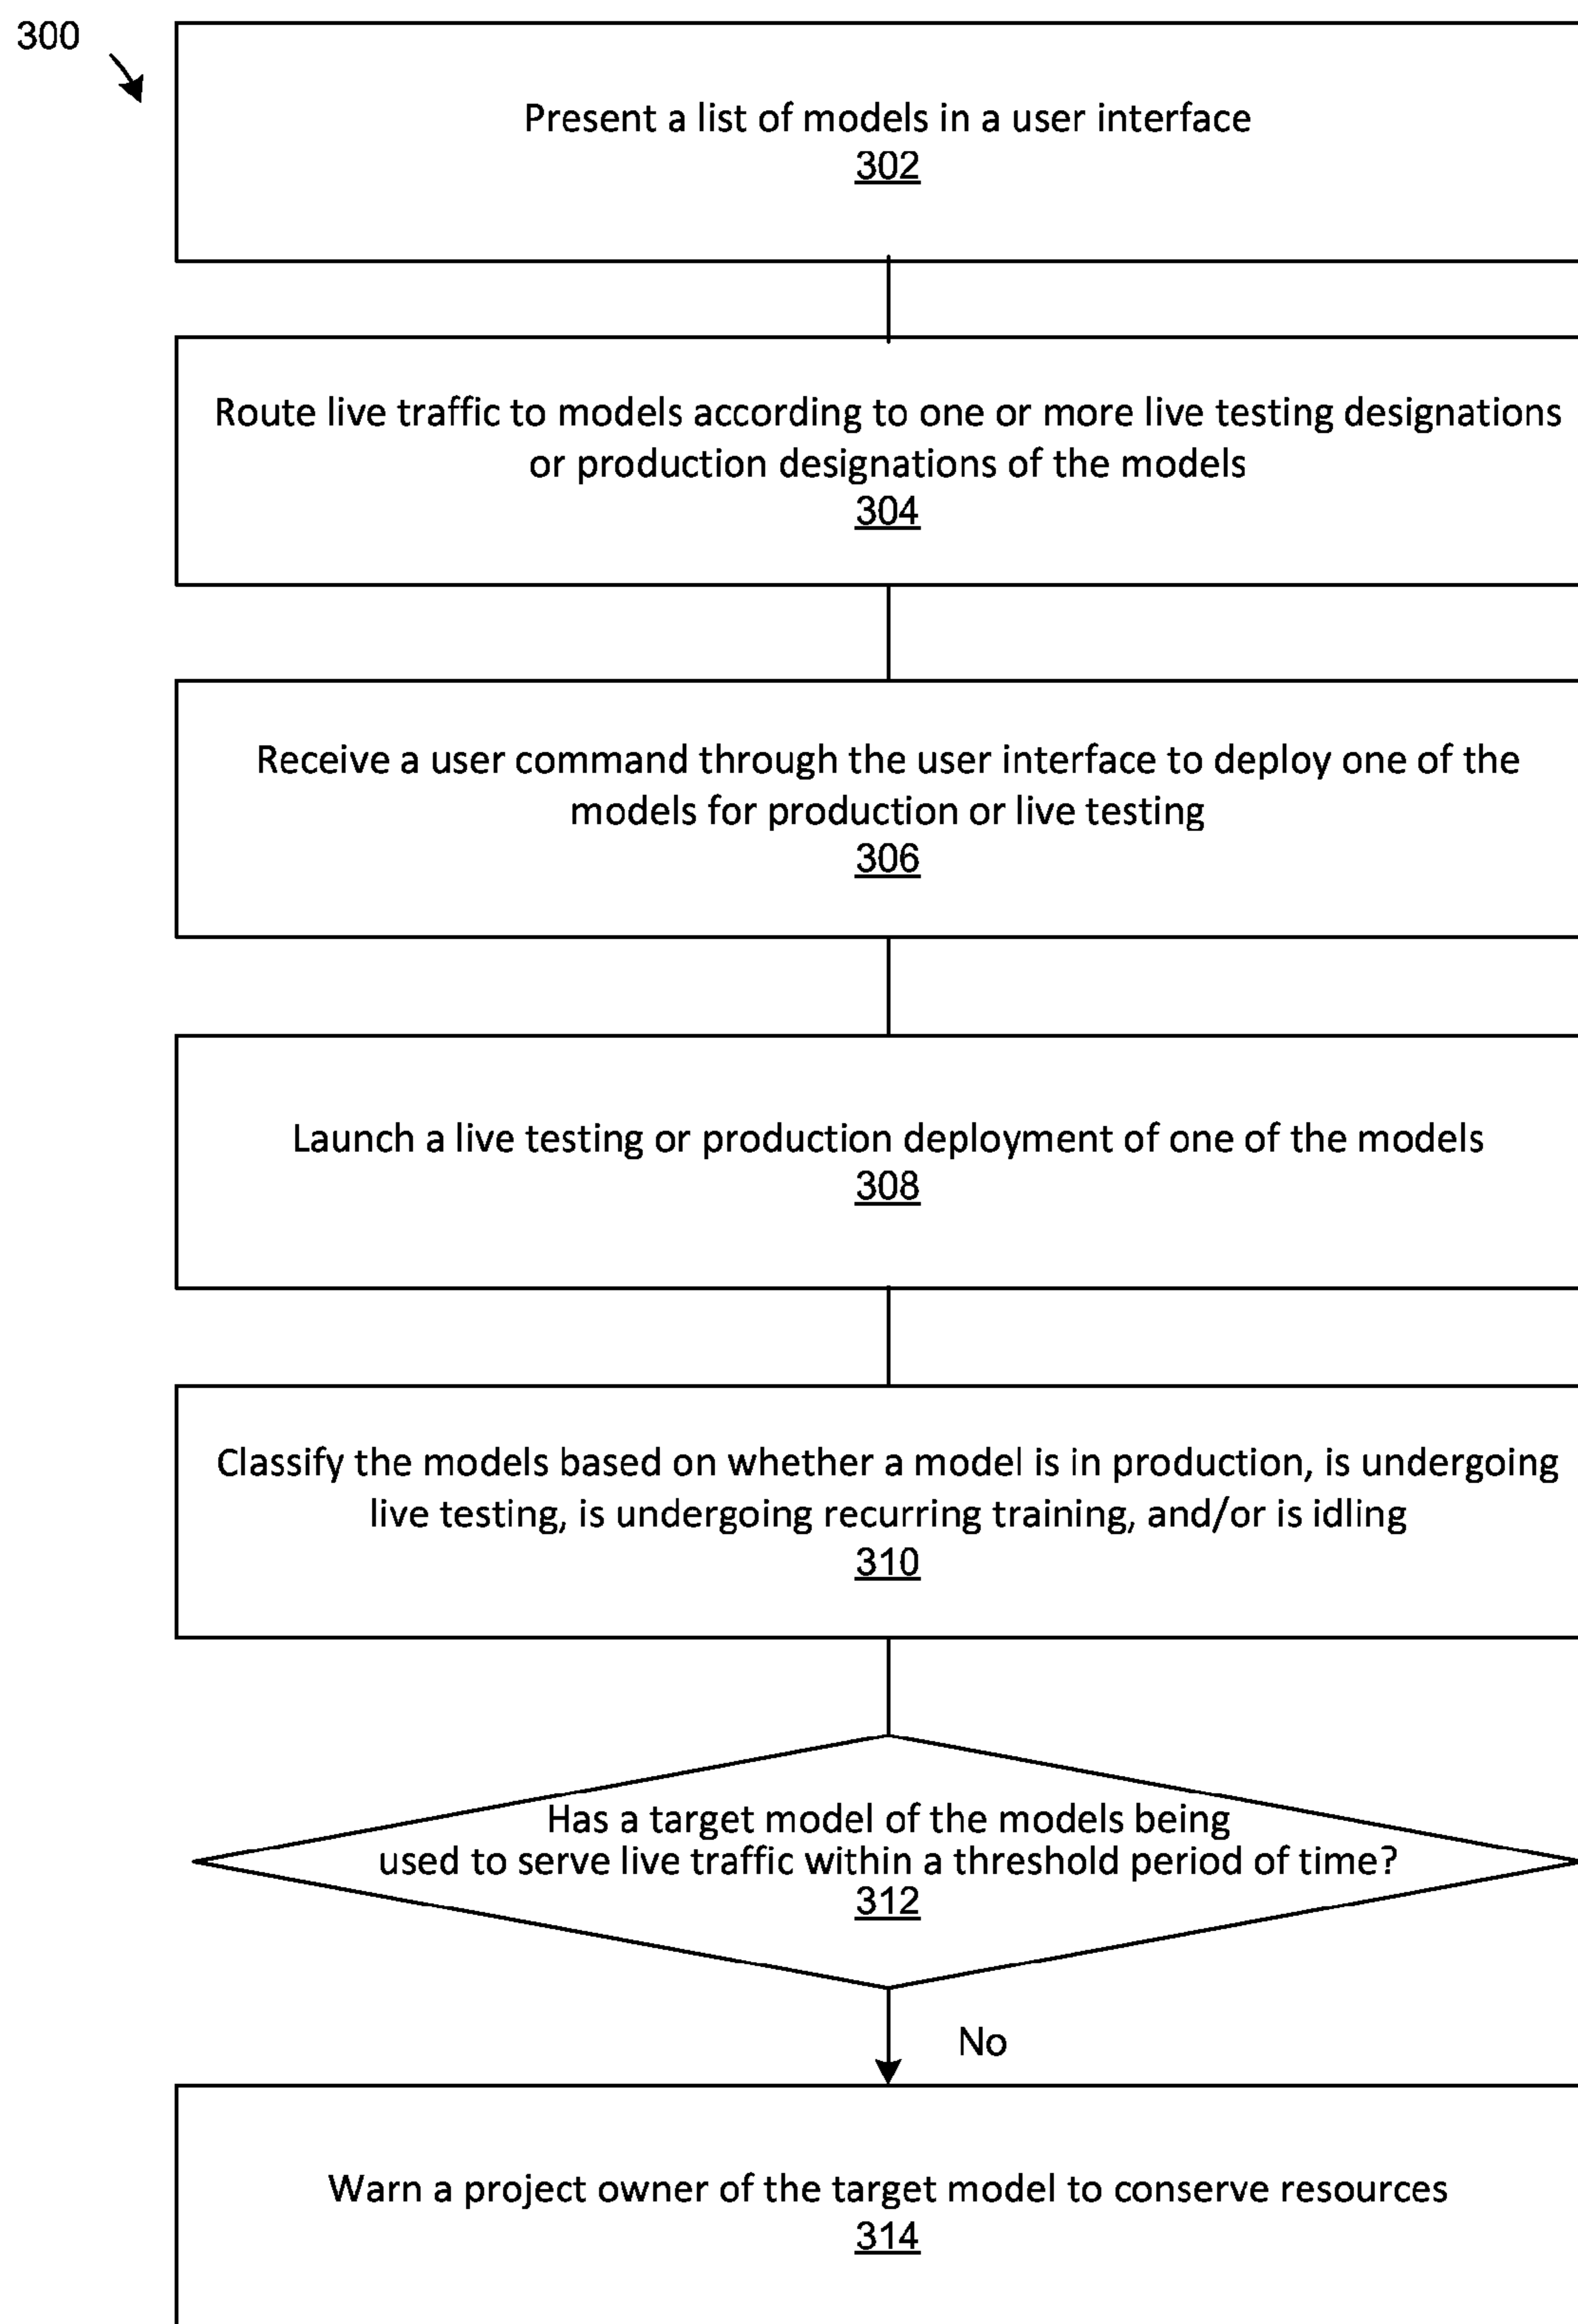 300
Present a list of models in a user interface
302
Route live traffic to models according to one or more live testing designations
or production designations of the models
304
Receive a user command through the user interface to deploy one of the
models for production or live testing
306
Launch a live testing or production deployment of one of the models
308
Classify the models based on whether a model is in production, is undergoing
live testing, is undergoing recurring training, and/or is idling
310
Has a target model of the models being
used to serve live traffic within a threshold period of time?
312
No
Warn a project owner of the target model to conserve resources
314